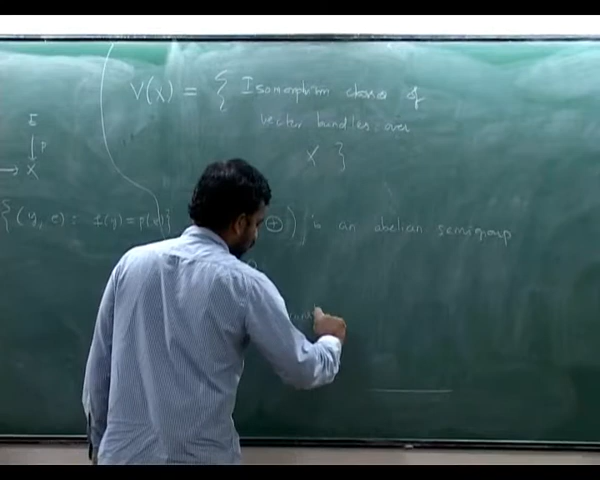 E
↓ p
→ X
{(y, e) : f(y) = p(e)}
V(X) = { Isomorphism classes of
vector bundles over
X }
⊕) is an abelian semigroup